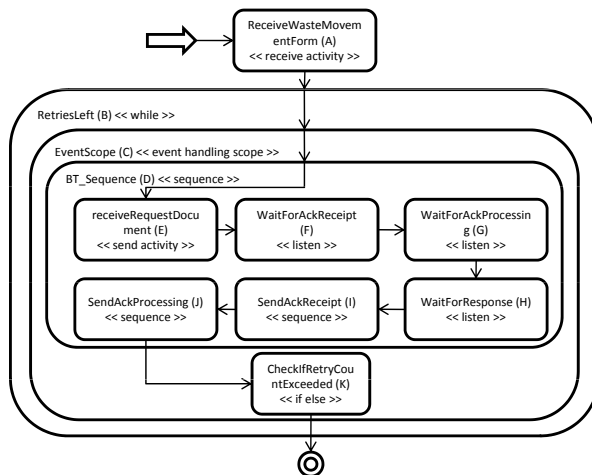 ReceiveWasteMovem
entForm (A)
<< receive activity >>
RetriesLeft (B) << while >>
EventScope (C) << event handling scope >>
BT_Sequence (D) << sequence >>
receiveRequestDocu
ment (E)
<< send activity >>
WaitForAckReceipt
(F)
<< listen >>
WaitForAckProcessin
g (G)
<< listen >>
SendAckProcessing (J)
<< sequence >>
SendAckReceipt (I)
<< sequence >>
WaitForResponse (H)
<< listen >>
CheckIfRetryCou
ntExceeded (K)
<< if else >>